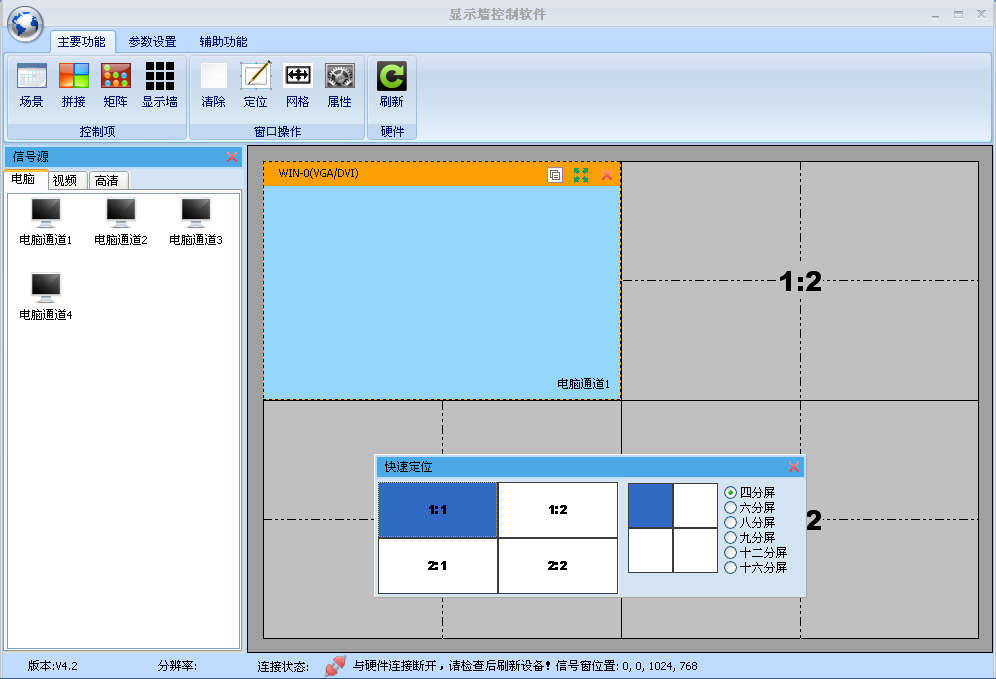 显示墙控制软件
主要功能 参数设置 辅助功能
场景 拼接 矩阵 显示墙 清除 定位 网格 属性 刷新
控制项 窗口操作 硬件
信号源
电脑 视频 高清
电脑通道1 电脑通道2 电脑通道3
电脑通道4
WIN-0(VGA/DVI)
电脑通道1
1:2
2
快速定位
1:1 1:2
2:1 2:2
四分屏
六分屏
八分屏
九分屏
十二分屏
十六分屏
版本:V4.2 分辨率: 连接状态: 与硬件连接断开，请检查后刷新设备! 信号窗位置: 0, 0, 1024, 768